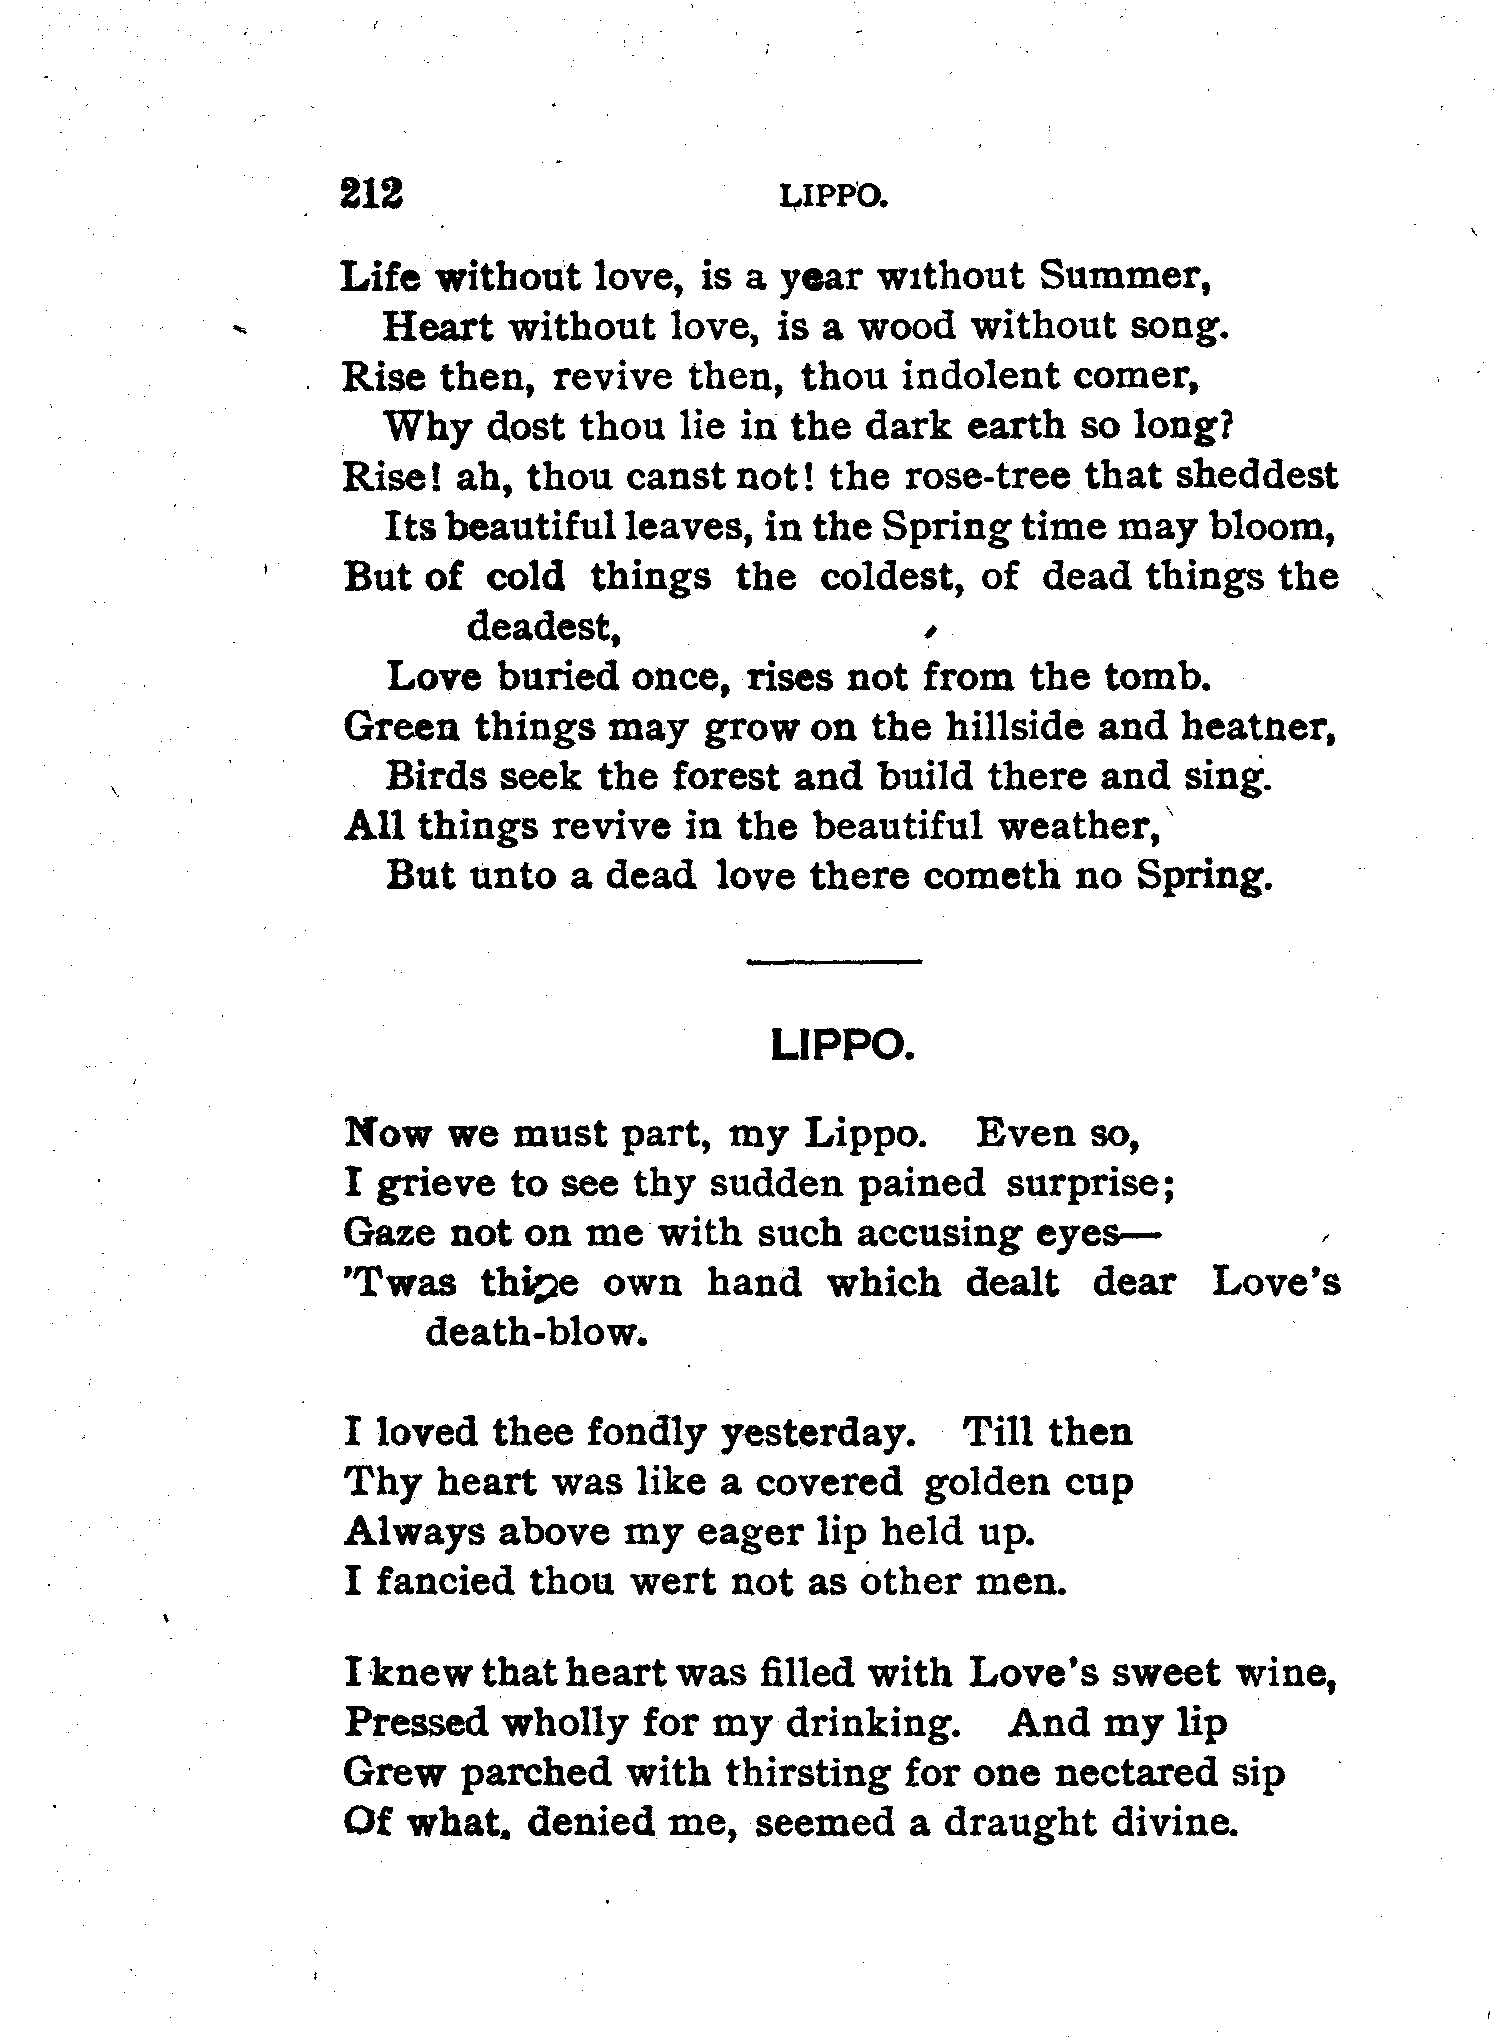 212 LIPPO.
Life without love, is a year without Summer,
Heart without love, is a wood without song.
Rise then, revive then, thou indolent comer,
Why dost thou lie in the dark earth so long?
Rise! ah, thou canst not! the rose-tree that sheddest
Its beautiful leaves, in the Spring time may bloom,
But of cold things the coldest, of dead things the
deadest,
Love buried once, rises not from the tomb.
Green things may grow on the hillside and heather,
Birds seek the forest and build there and sing.
All things revive in the beautiful weather,
But unto a dead love there cometh no Spring.
LIPPO.
Now we must part, my Lippo. Even so,
I grieve to see thy sudden pained surprise;
Gaze not on me with such accusing eyes—
'Twas thine own hand which dealt dear Love's
death-blow.
I loved thee fondly yesterday. Till then
Thy heart was like a covered golden cup
Always above my eager lip held up.
I fancied thou wert not as other men.
I knew that heart was filled with Love's sweet wine,
Pressed wholly for my drinking. And my lip
Grew parched with thirsting for one nectared sip
Of what, denied me, seemed a draught divine.